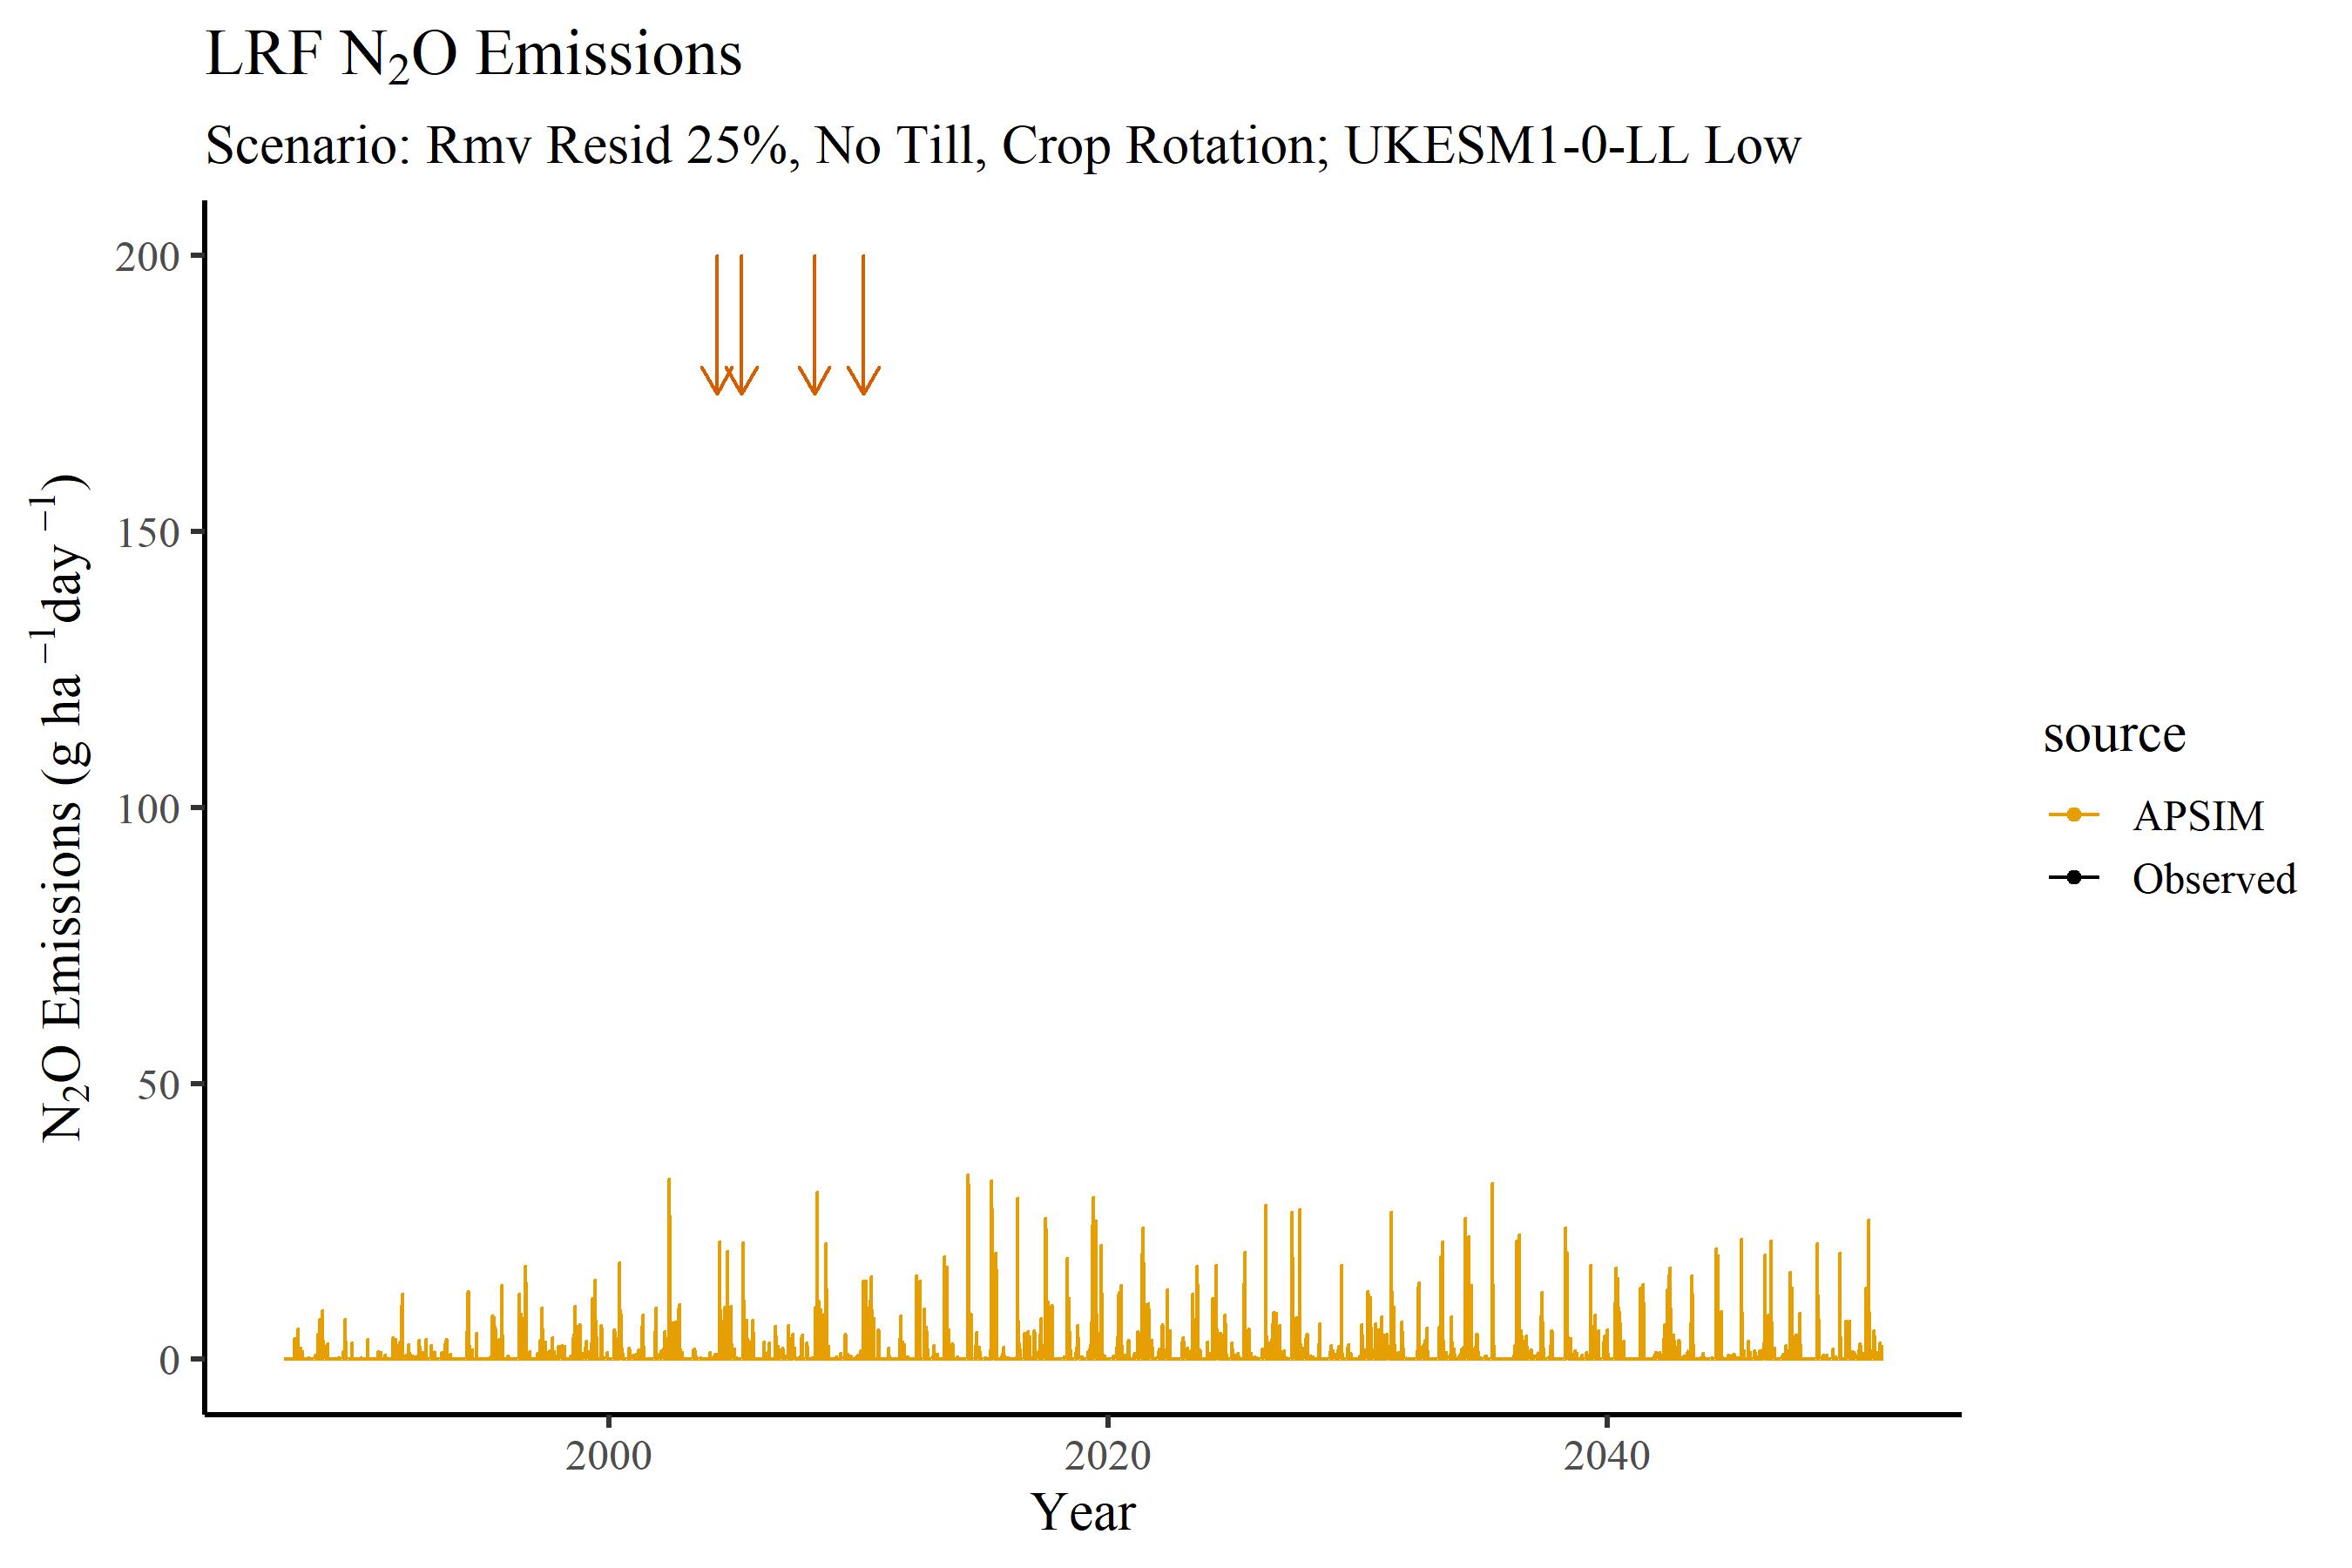 LRF N₂O Emissions
Scenario: Rmv Resid 25%, No Till, Crop Rotation; UKESM1-0-LL Low
N₂O Emissions (g ha ⁻¹day ⁻¹)
200
150
100
50
0
2000 2020 2040
Year
source
APSIM
Observed